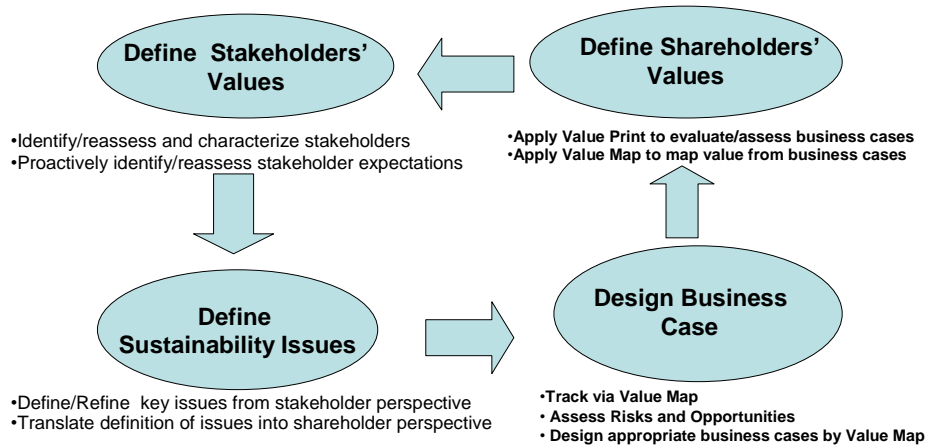 Define Stakeholders’
Values
•Identify/reassess and characterize stakeholders
•Proactively identify/reassess stakeholder expectations
Define Shareholders’
Values
•Apply Value Print to evaluate/assess business cases
•Apply Value Map to map value from business cases
Define
Sustainability Issues
•Define/Refine key issues from stakeholder perspective
•Translate definition of issues into shareholder perspective
Design Business
Case
•Track via Value Map
• Assess Risks and Opportunities
• Design appropriate business cases by Value Map